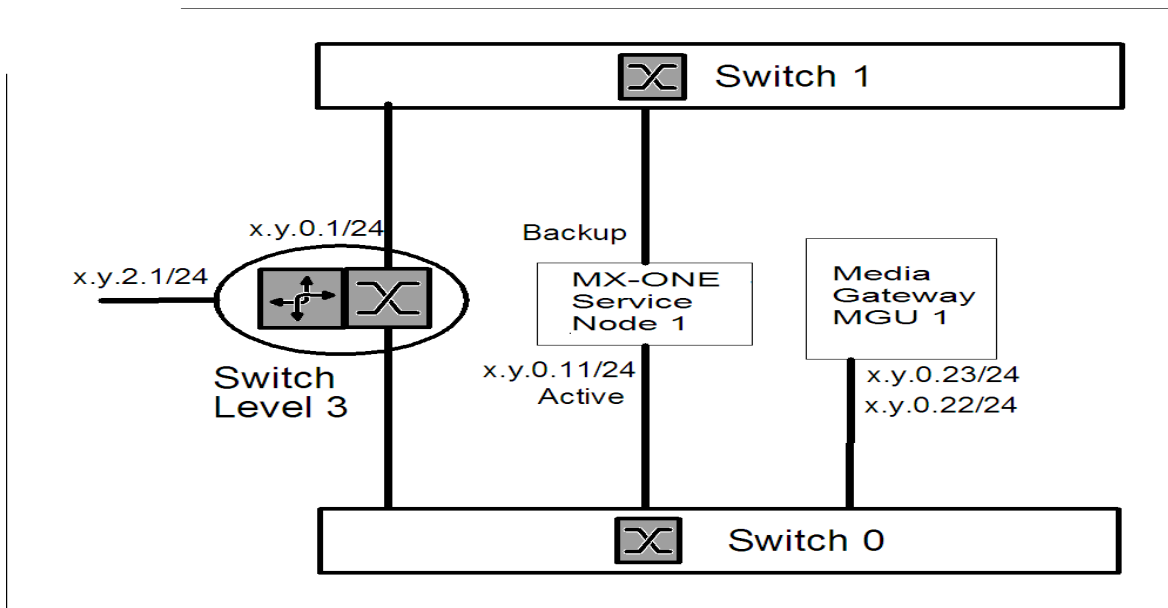 Switch 1
x.y.0.1/24
Backup
x.y.2.1/24
MX-ONE
Service
Node 1
Media
Gateway
MGU 1
Switch
Level 3
x.y.0.11/24
Active
x.y.0.23/24
x.y.0.22/24
Switch 0